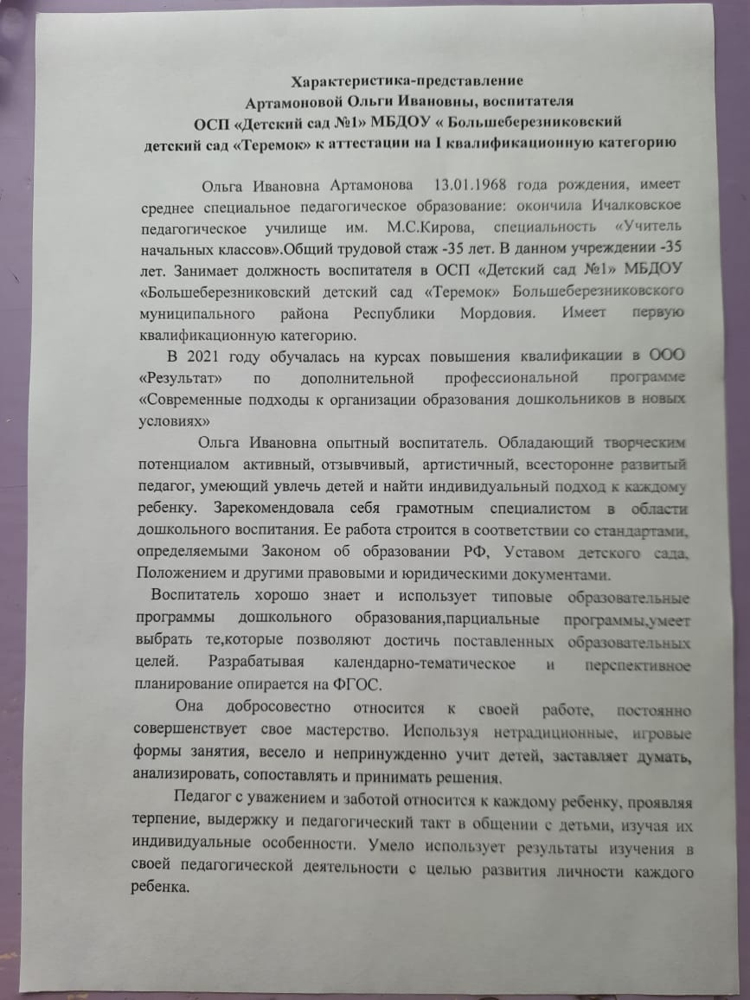 Характеристика-представление
Артамоновой Ольги Ивановны, воспитателя
ОСП «Детский сад №1» МБДОУ « Большеберезниковский
детский сад «Теремок» к аттестации на I квалификационную категорию
Ольга Ивановна Артамонова 13.01.1968 года рождения, имеет
среднее специальное педагогическое образование: окончила Ичалковское
педагогическое училище им. М.С.Кирова, специальность «Учитель
начальных классов».Общий трудовой стаж -35 лет. В данном учреждении -35
лет. Занимает должность воспитателя в ОСП «Детский сад №1» МБДОУ
«Большеберезниковский детский сад «Теремок» Большеберезниковского
муниципального района Республики Мордовия. Имеет первую
квалификационную категорию.
В 2021 году обучалась на курсах повышения квалификации в ООО
«Результат» по дополнительной профессиональной программе
«Современные подходы к организации образования дошкольников в новых
условиях»
Ольга Ивановна опытный воспитатель. Обладающий творческим
потенциалом активный, отзывчивый, артистичный, всесторонне развитый
педагог, умеющий увлечь детей и найти индивидуальный подход к каждому
ребенку. Зарекомендовала себя грамотным специалистом в области
дошкольного воспитания. Ее работа строится в соответствии со стандартами,
определяемыми Законом об образовании РФ, Уставом детского сада,
Положением и другими правовыми и юридическими документами.
Воспитатель хорошо знает и использует типовые образовательные
программы дошкольного образования,парциальные программы,умеет
выбрать те,которые позволяют достичь поставленных образовательных
целей. Разрабатывая календарно-тематическое и перспективное
планирование опирается на ФГОС.
Она добросовестно относится к своей работе, постоянно
совершенствует свое мастерство. Используя нетрадиционные, игровые
формы занятия, весело и непринужденно учит детей, заставляет думать,
анализировать, сопоставлять и принимать решения.
Педагог с уважением и заботой относится к каждому ребенку, проявляя
терпение, выдержку и педагогический такт в общении с детьми, изучая их
индивидуальные особенности. Умело использует результаты изучения в
своей педагогической деятельности с целью развития личности каждого
ребенка.